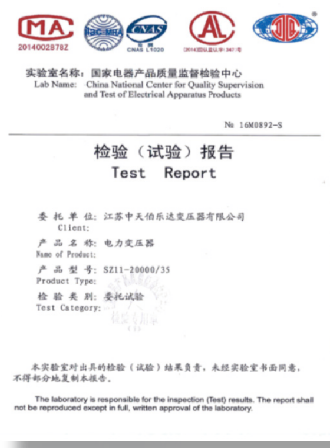 MA
2014002878Z
ilac-MRA
CNAS
CNAS L1020
AL
实验室名称：国家电器产品质量监督检验中心
Lab Name: China National Center for Quality Supervision
and Test of Electrical Apparatus Products
№ 16M0892-S
检验（试验）报告
Test Report
委托单位：江苏中天伯乐达变压器有限公司
Client:
产品名称：电力变压器
Name of Product:
产品型号：SZ11-20000/35
Product Type:
检验类别：委托试验
Test Category:
本实验室对出具的检验（试验）结果负责，未经实验室书面同意，
不得部分地复制本报告。
The laboratory is responsible for the inspection (Test) results. The report shall
not be reproduced except in full, written approval of the laboratory.